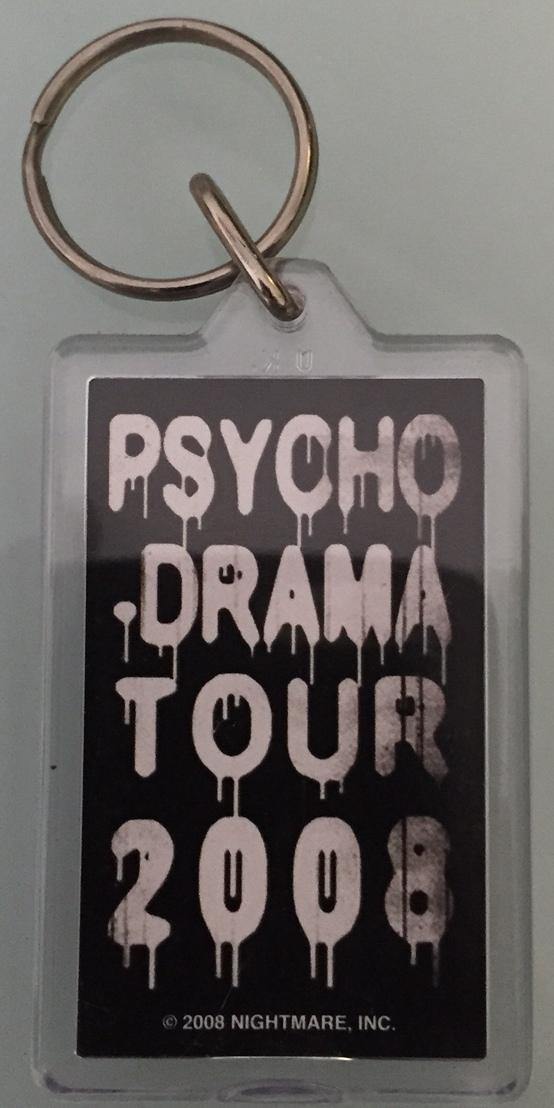 U.K.
PSYCHO
.DRAMA
TOUR
2008
© 2008 NIGHTMARE, INC.